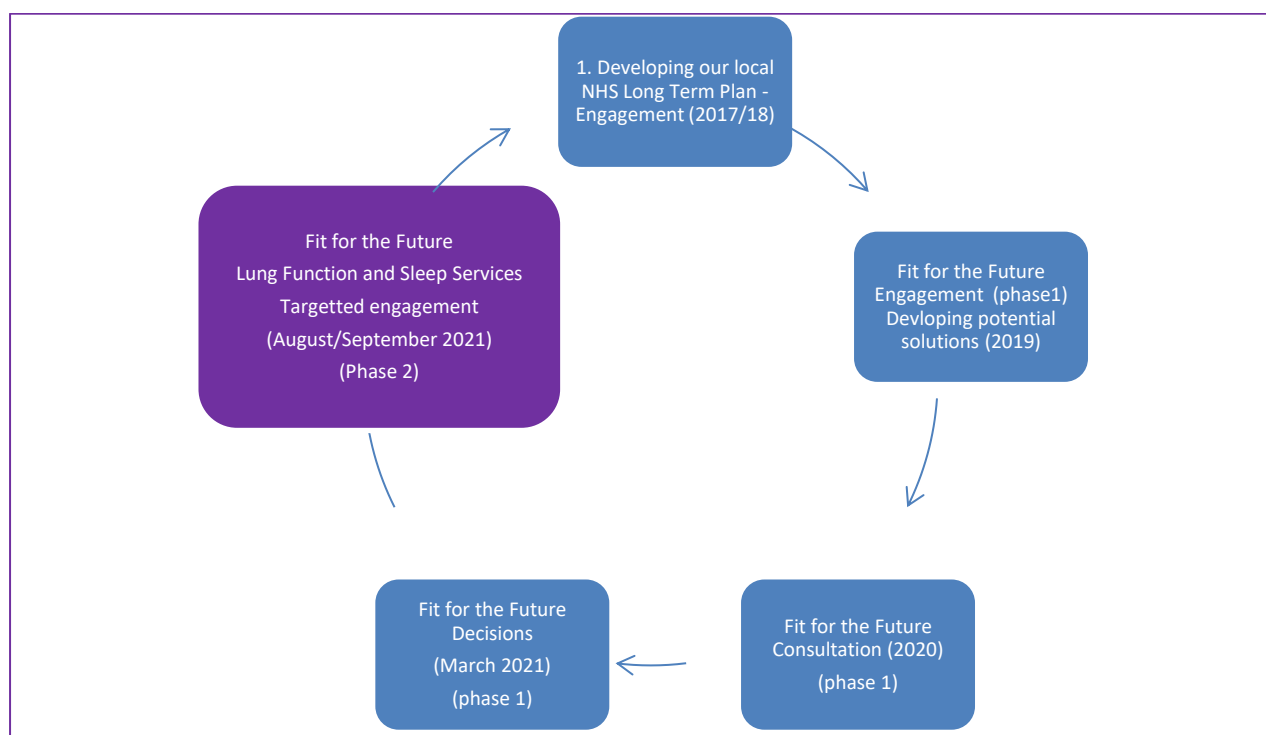 1. Developing our local
NHS Long Term Plan -
Engagement (2017/18)
Fit for the Future
Engagement  (phase1)
Devloping potential
solutions (2019)
Fit for the Future
Consultation (2020)
(phase 1)
Fit for the Future
Decisions
(March 2021)
(phase 1)
Fit for the Future
Lung Function and Sleep Services
Targetted engagement
(August/September 2021)
(Phase 2)